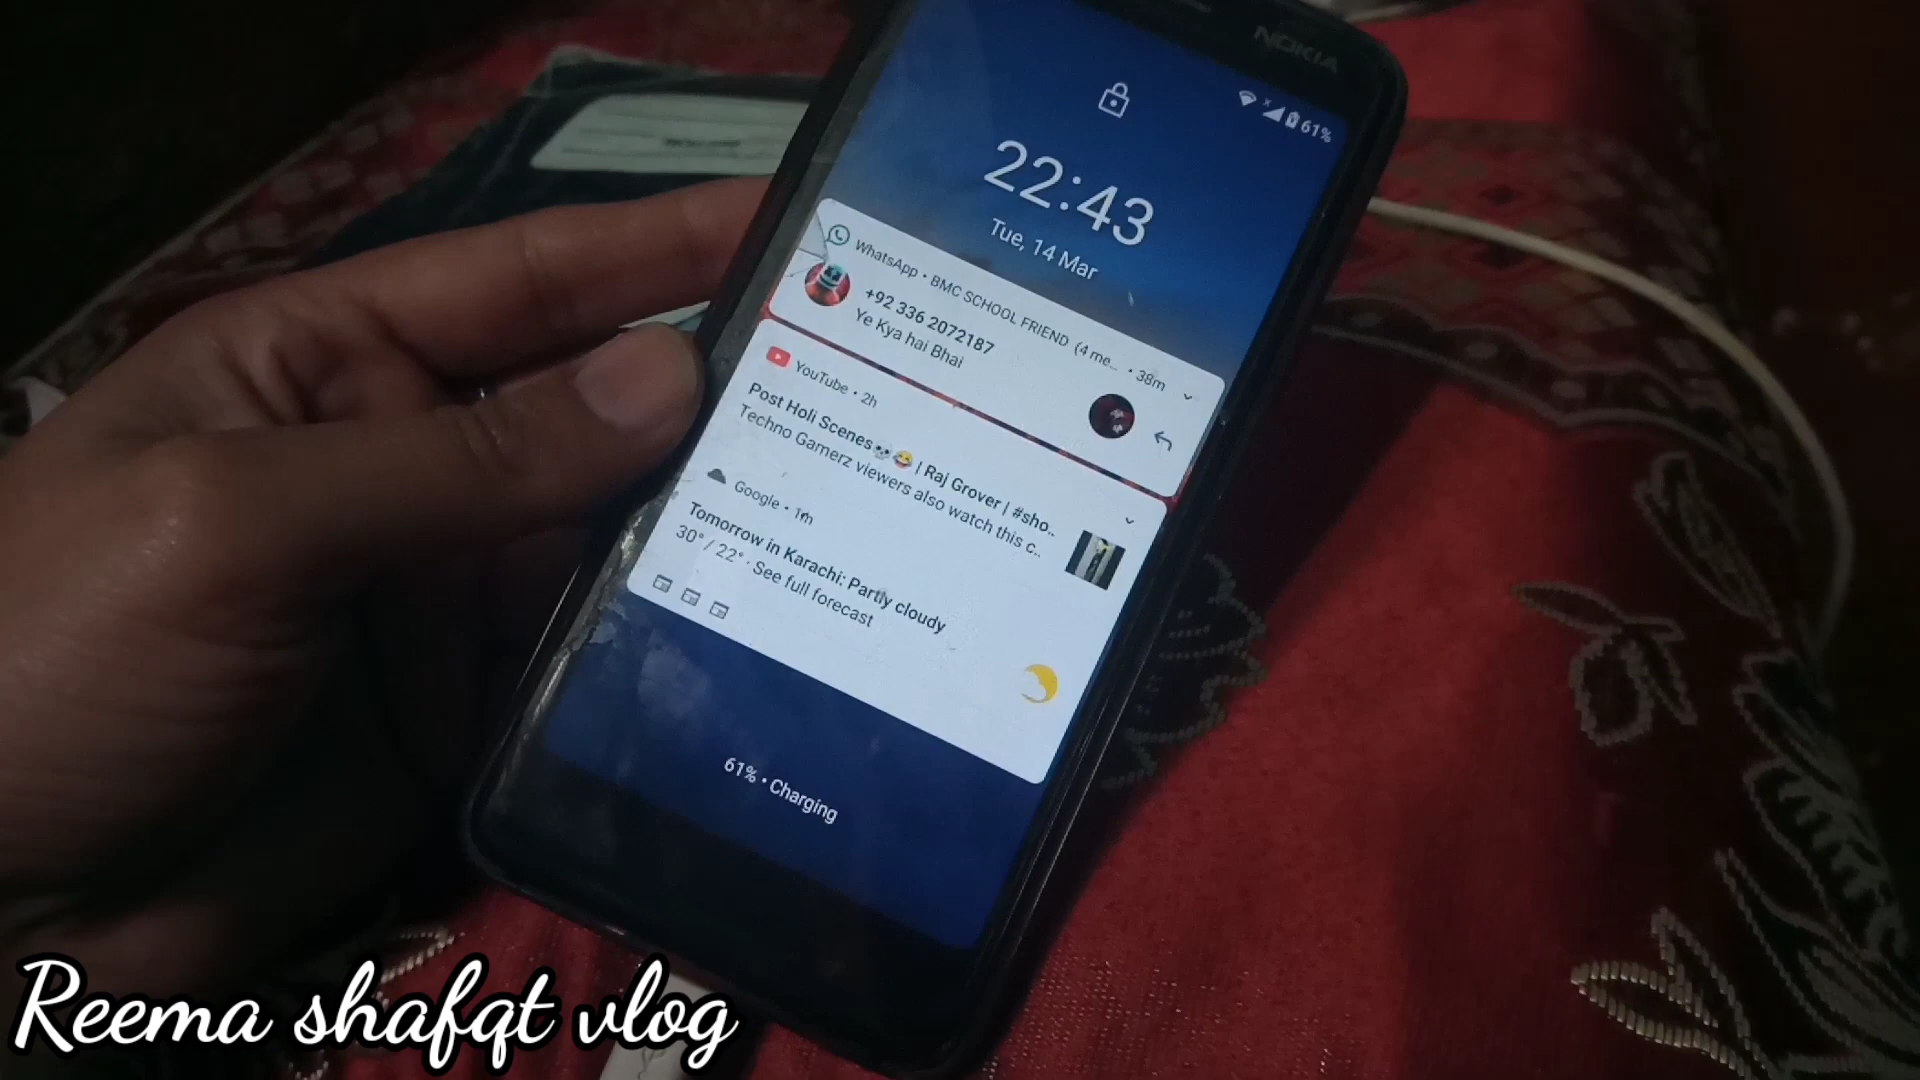 NOKIA
61%
22:43
Tue, 14 Mar
WhatsApp • BMC SCHOOL FRIEND (4 me... • 38m
+92 336 2072187
Ye Kya hai Bhai
YouTube • 2h
Post Holi Scenes💀😂 | Raj Grover | #sho..
Techno Gamerz viewers also watch this c..
Google • 1m
Tomorrow in Karachi: Partly cloudy
30° / 22° · See full forecast
61% • Charging
Reema shafqt vlog